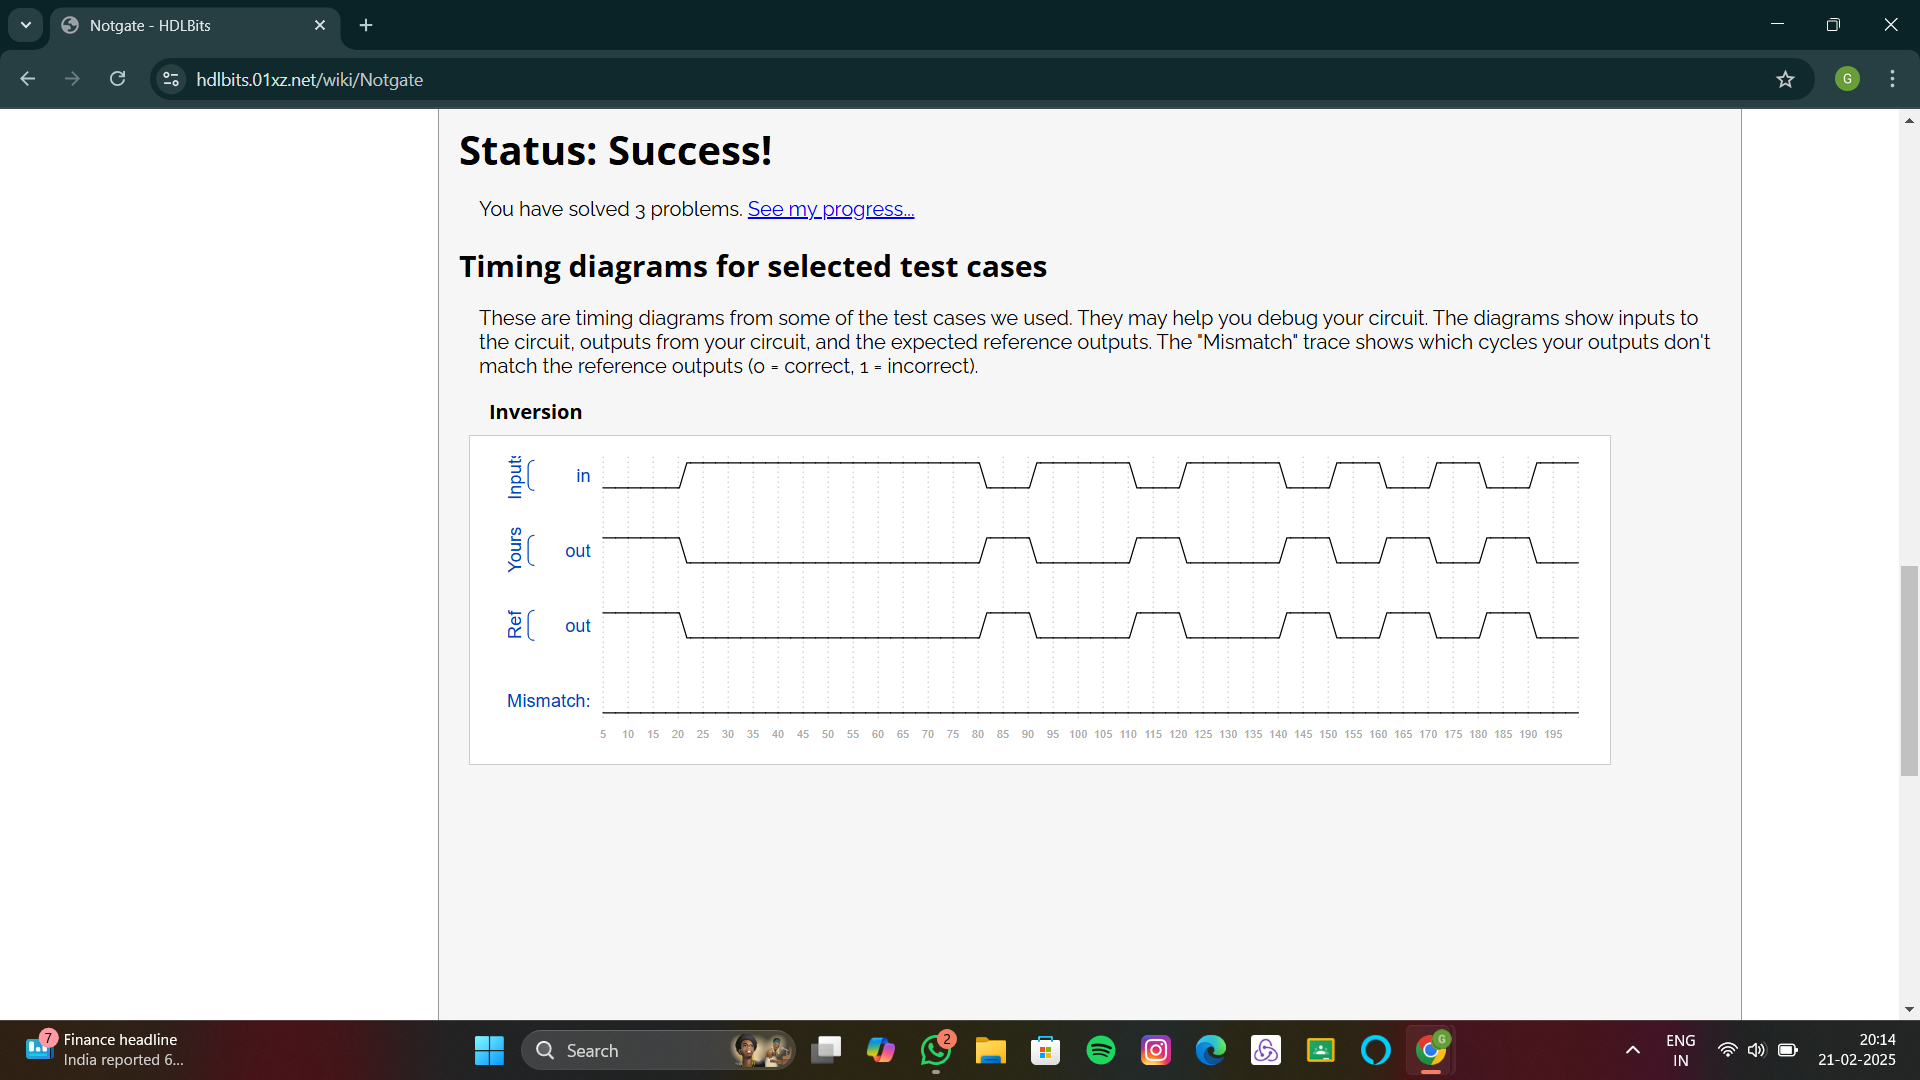 Notgate - HDLBits
hdlbits.01xz.net/wiki/Notgate
G
Status: Success!
You have solved 3 problems. See my progress...
Timing diagrams for selected test cases
These are timing diagrams from some of the test cases we used. They may help you debug your circuit. The diagrams show inputs to
the circuit, outputs from your circuit, and the expected reference outputs. The "Mismatch" trace shows which cycles your outputs don't
match the reference outputs (0 = correct, 1 = incorrect).
Inversion
Inputs in
Yours out
Ref out
Mismatch:
5 10 15 20 25 30 35 40 45 50 55 60 65 70 75 80 85 90 95 100 105 110 115 120 125 130 135 140 145 150 155 160 165 170 175 180 185 190 195
7
Finance headline
India reported 6...
Search
2
G
ENG
IN
20:14
21-02-2025